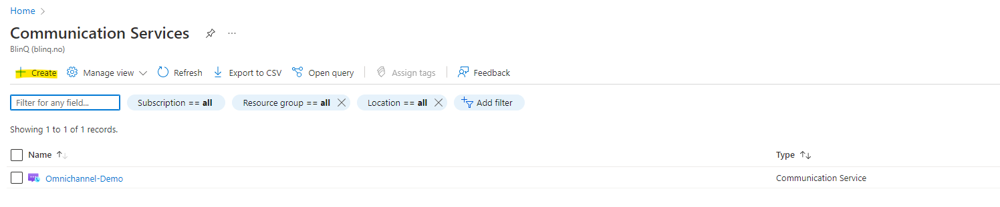 Home
Communication Services
BlinQ (blinq.no)
Create Manage view Refresh Export to CSV Open query Assign tags Feedback
Filter for any field... Subscription == all Resource group == all Location == all Add filter
Showing 1 to 1 of 1 records.
Name Type
Omnichannel-Demo Communication Service